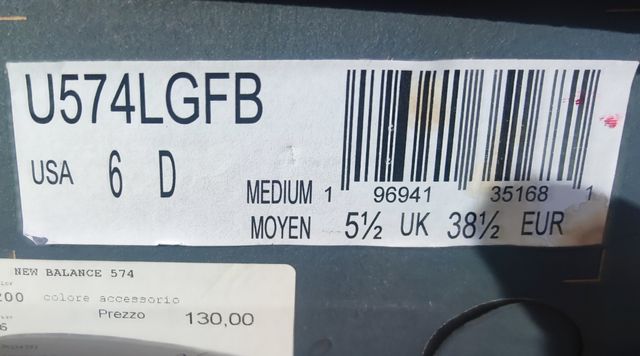 U574LGFB
USA 6 D
MEDIUM 1 96941 35168 1
MOYEN 5½ UK 38½ EUR
NEW BALANCE 574
200 colore accessorio
Prezzo 130,00